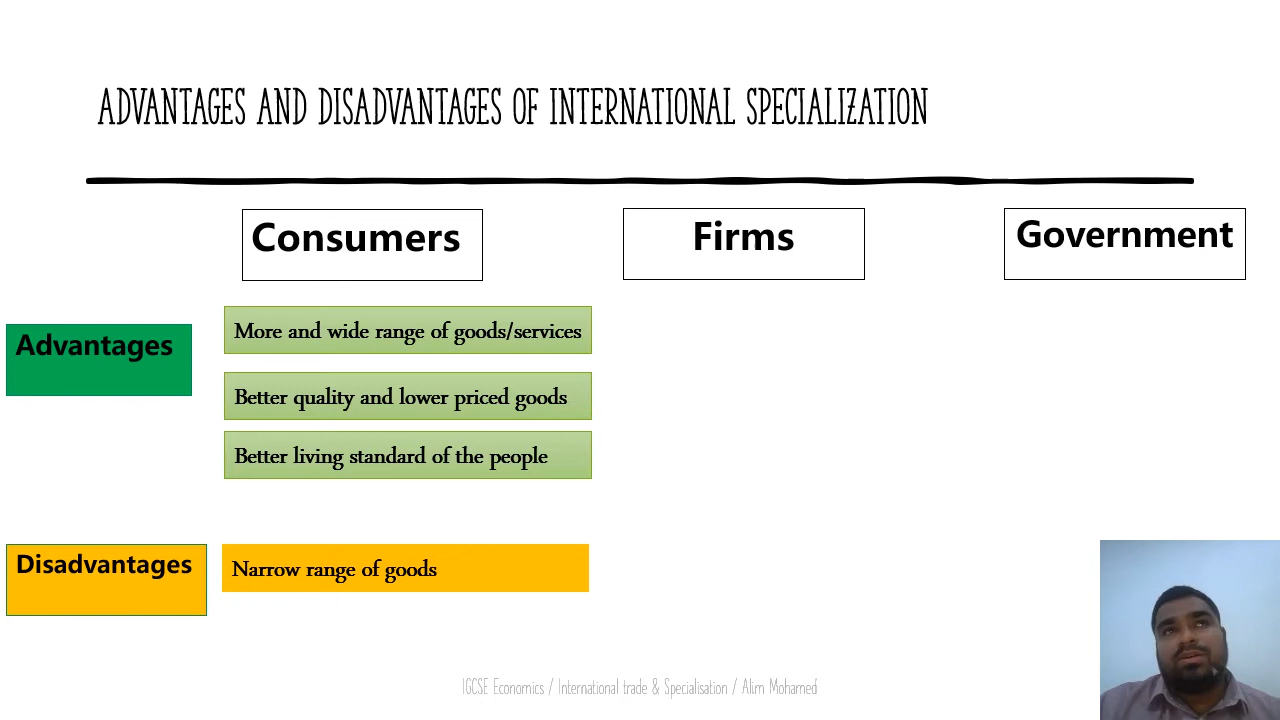 ADVANTAGES AND DISADVANTAGES OF INTERNATIONAL SPECIALIZATION
Consumers
Firms
Government
Advantages
More and wide range of goods/services
Better quality and lower priced goods
Better living standard of the people
Disadvantages
Narrow range of goods
IGCSE Economics / International trade & Specialisation / Alim Mohamed